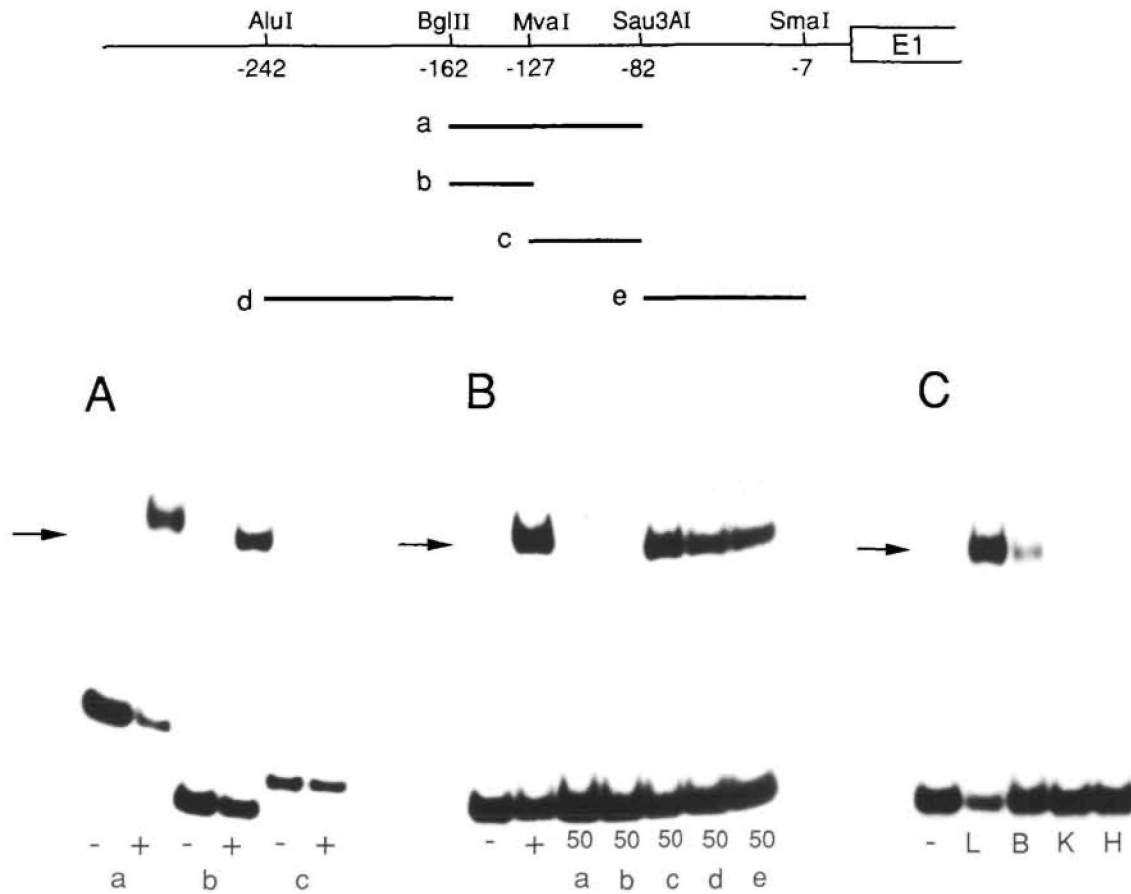 AluI BglII MvaI Sau3AI SmaI
E1
-242 -162 -127 -82 -7
a
b
c
d e
A B C
- + - + - + - + 50 50 50 50 50 - L B K H
a b c a b c d e